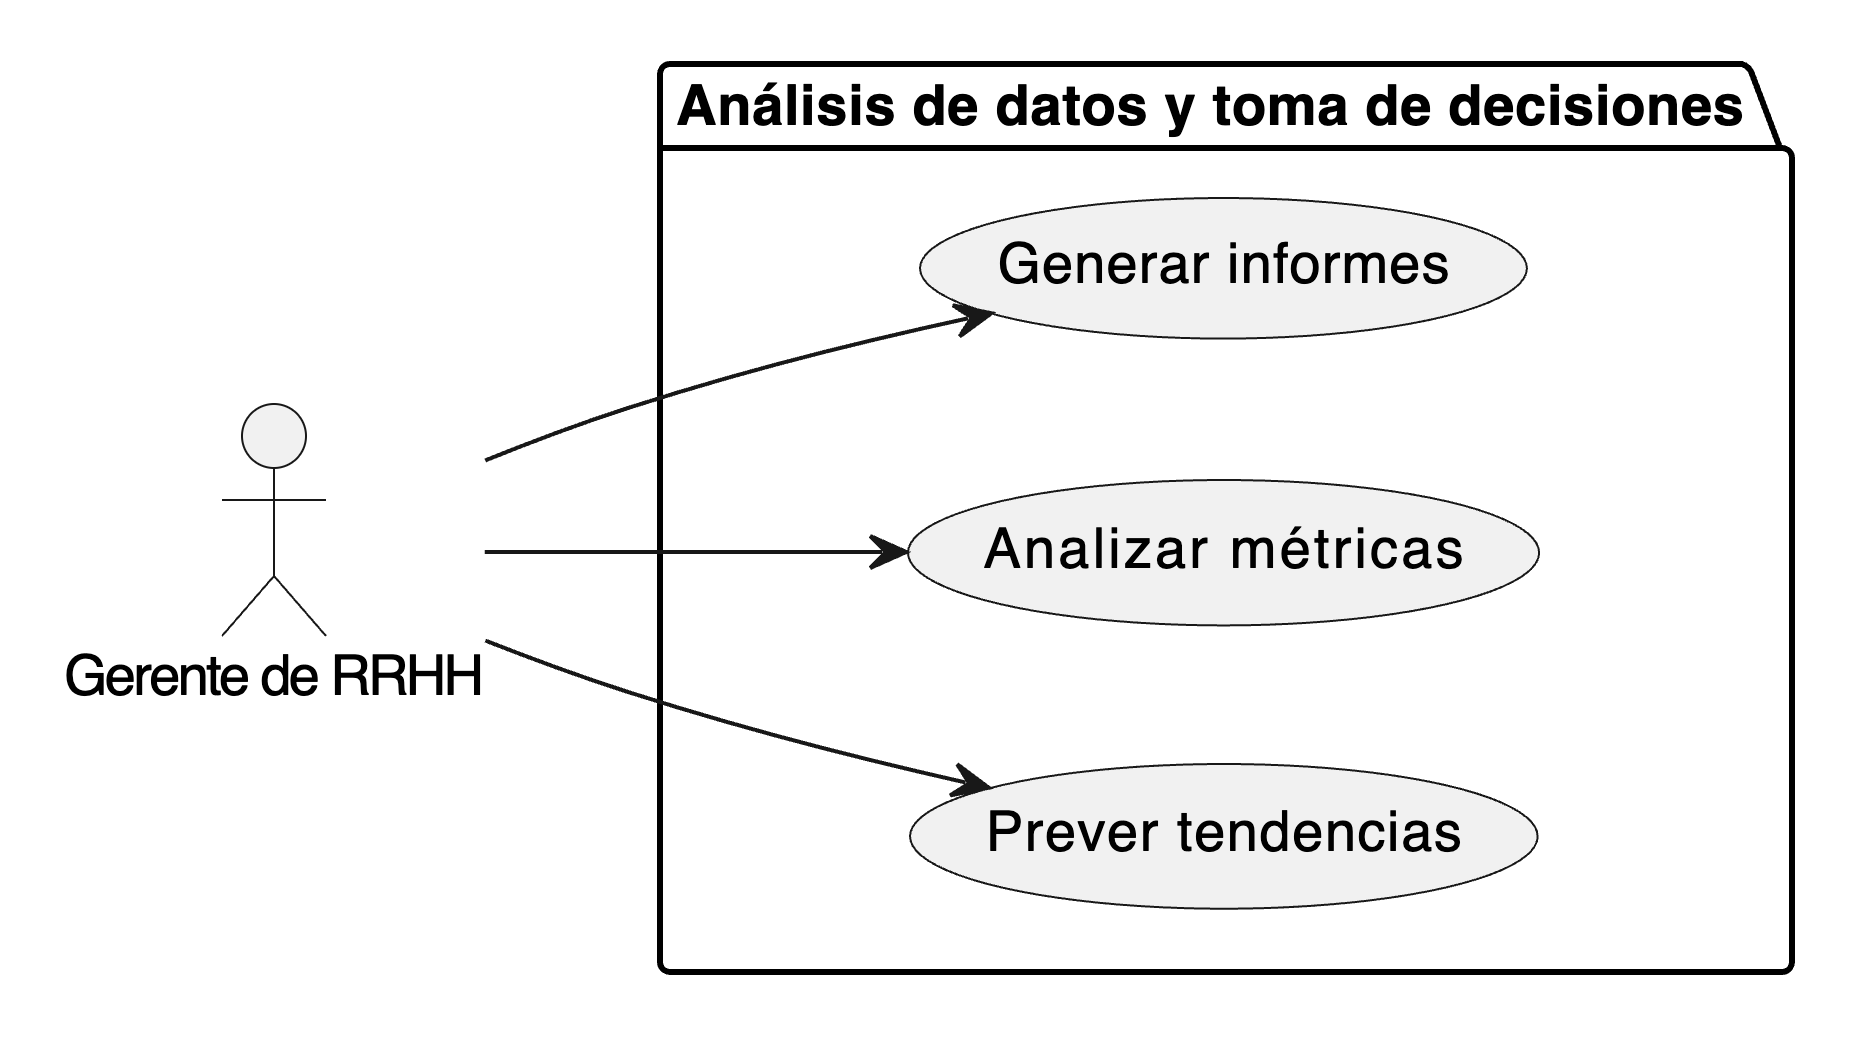 Análisis de datos y toma de decisiones
Generar informes
Analizar métricas
Gerente de RRHH
Prever tendencias